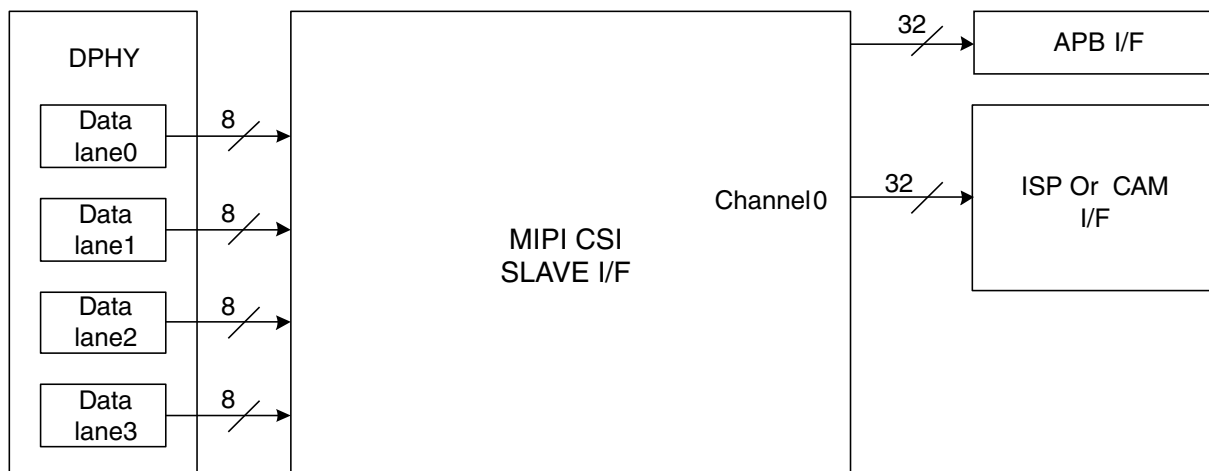 DPHY
Data
lane0
8
Data
lane1
8
Data
lane2
8
Data
lane3
8
MIPI CSI
SLAVE I/F
Channel0
32
APB I/F
32
ISP Or CAM
I/F